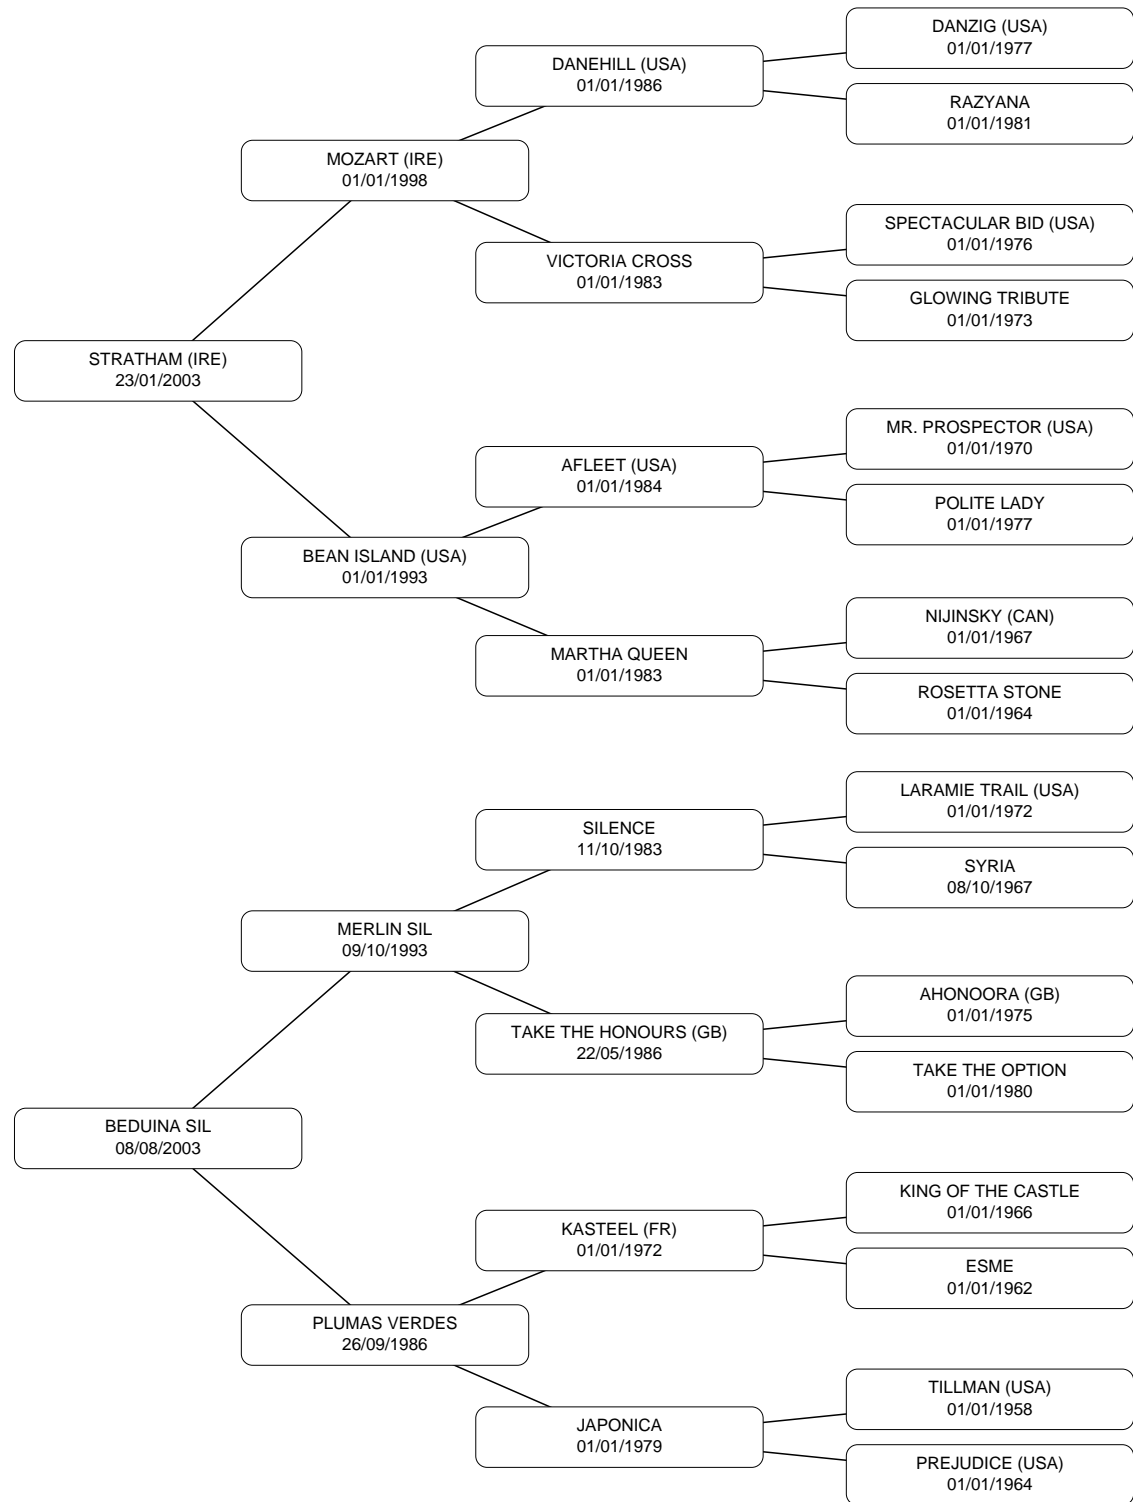 DANZIG (USA)
01/01/1977
DANEHILL (USA)
01/01/1986
RAZYANA
01/01/1981
MOZART (IRE)
01/01/1998
SPECTACULAR BID (USA)
01/01/1976
VICTORIA CROSS
01/01/1983
GLOWING TRIBUTE
01/01/1973
STRATHAM (IRE)
23/01/2003
MR. PROSPECTOR (USA)
01/01/1970
AFLEET (USA)
01/01/1984
POLITE LADY
01/01/1977
BEAN ISLAND (USA)
01/01/1993
NIJINSKY (CAN)
01/01/1967
MARTHA QUEEN
01/01/1983
ROSETTA STONE
01/01/1964
LARAMIE TRAIL (USA)
01/01/1972
SILENCE
11/10/1983
SYRIA
08/10/1967
MERLIN SIL
09/10/1993
AHONOORA (GB)
01/01/1975
TAKE THE HONOURS (GB)
22/05/1986
TAKE THE OPTION
01/01/1980
BEDUINA SIL
08/08/2003
KING OF THE CASTLE
01/01/1966
KASTEEL (FR)
01/01/1972
ESME
01/01/1962
PLUMAS VERDES
26/09/1986
TILLMAN (USA)
01/01/1958
JAPONICA
01/01/1979
PREJUDICE (USA)
01/01/1964